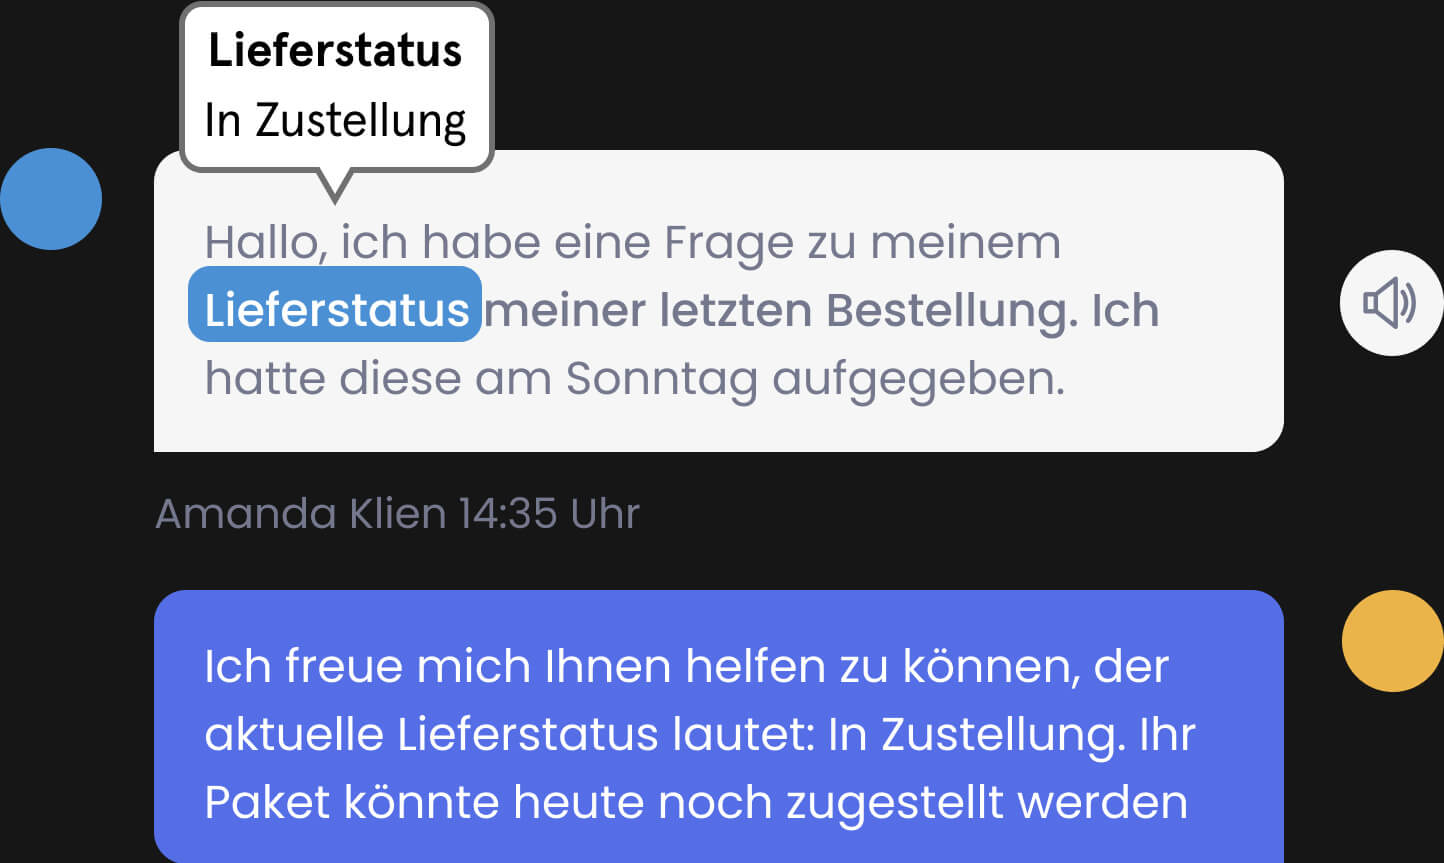 Lieferstatus
In Zustellung
Hallo, ich habe eine Frage zu meinem
Lieferstatus meiner letzten Bestellung. Ich
hatte diese am Sonntag aufgegeben.
Amanda Klien 14:35 Uhr
Ich freue mich Ihnen helfen zu können, der
aktuelle Lieferstatus lautet: In Zustellung. Ihr
Paket könnte heute noch zugestellt werden